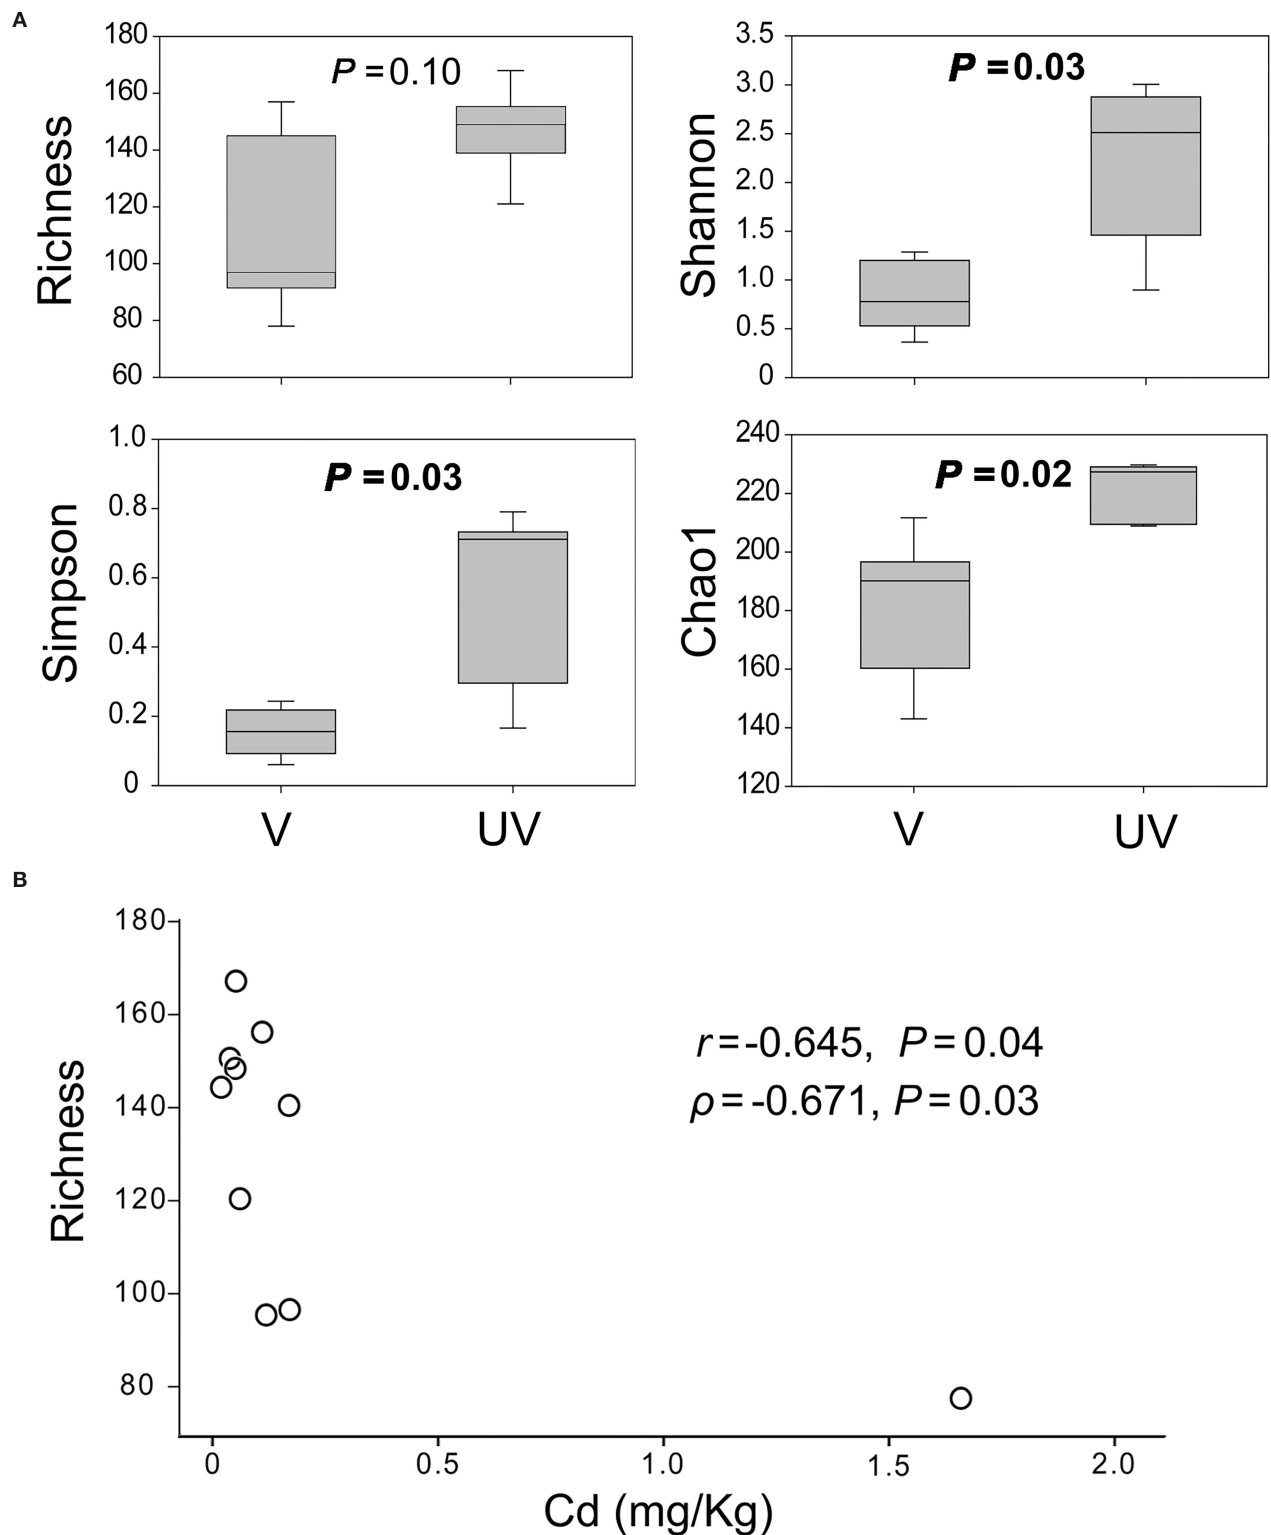 A
Richness
180
160
140
120
100
80
60
P = 0.10
Shannon
3.5
3.0
2.5
2.0
1.5
1.0
0.5
0
P = 0.03
Simpson
1.0
0.8
0.6
0.4
0.2
0
P = 0.03
V
UV
Chao1
240
220
200
180
160
140
120
P = 0.02
V
UV
B
Richness
180
160
140
120
100
80
r = -0.645, P = 0.04
ρ = -0.671, P = 0.03
0
0.5
1.0
1.5
2.0
Cd (mg/Kg)